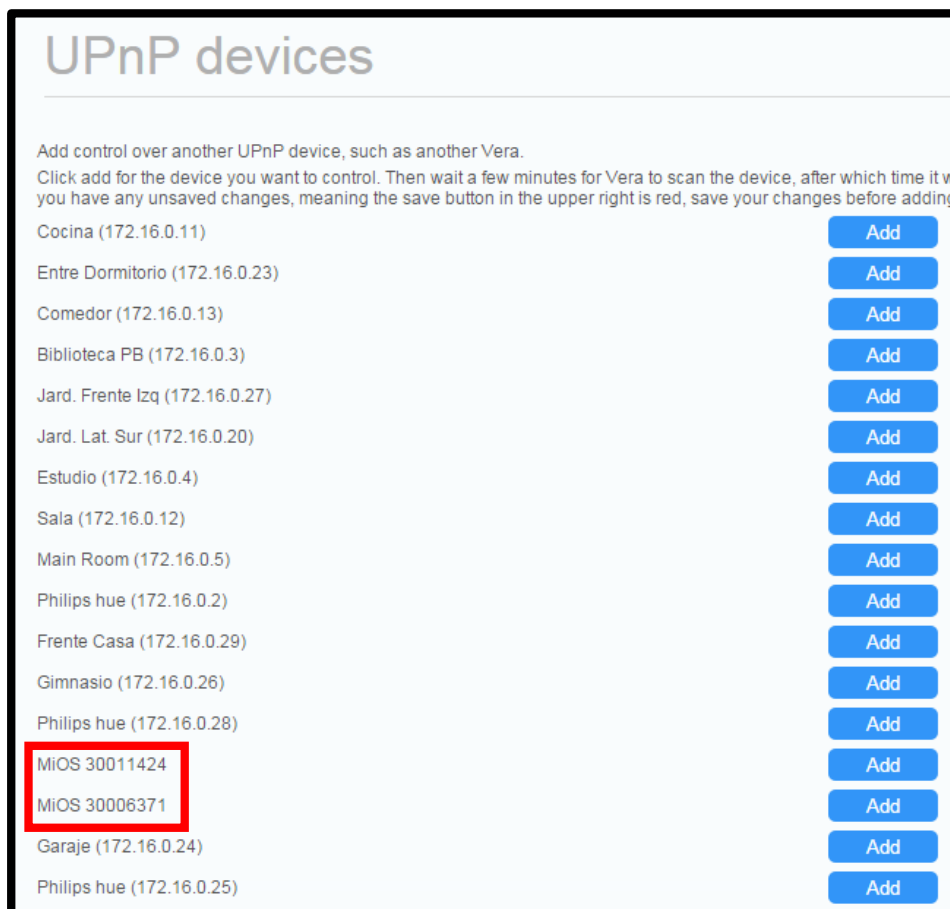 UPnP devices
Add control over another UPnP device, such as another Vera.
Click add for the device you want to control. Then wait a few minutes for Vera to scan the device, after which time it
you have any unsaved changes, meaning the save button in the upper right is red, save your changes before adding
Cocina (172.16.0.11) Add
Entre Dormitorio (172.16.0.23) Add
Comedor (172.16.0.13) Add
Biblioteca PB (172.16.0.3) Add
Jard. Frente Izq (172.16.0.27) Add
Jard. Lat. Sur (172.16.0.20) Add
Estudio (172.16.0.4) Add
Sala (172.16.0.12) Add
Main Room (172.16.0.5) Add
Philips hue (172.16.0.2) Add
Frente Casa (172.16.0.29) Add
Gimnasio (172.16.0.26) Add
Philips hue (172.16.0.28) Add
MiOS 30011424 Add
MiOS 30006371 Add
Garaje (172.16.0.24) Add
Philips hue (172.16.0.25) Add